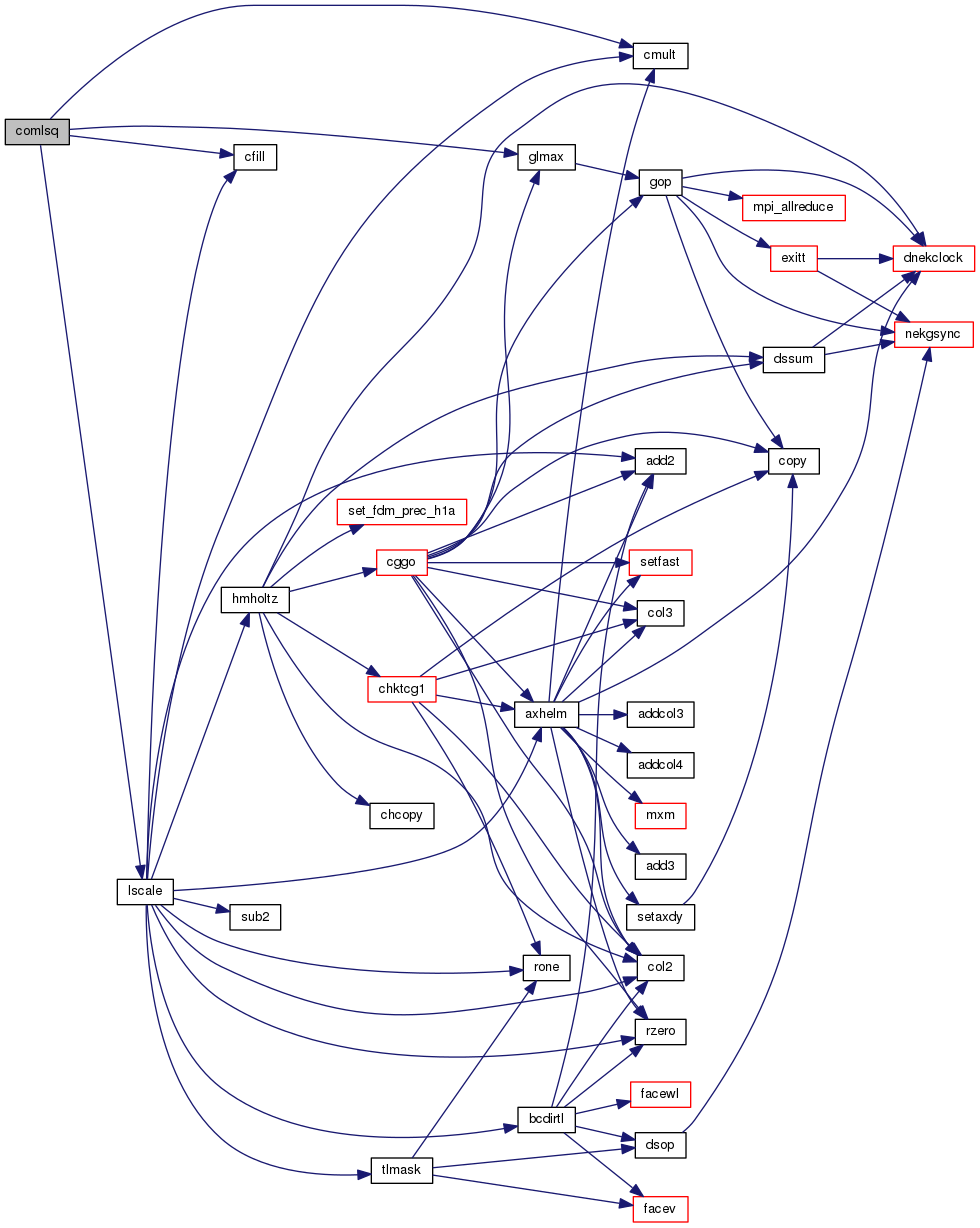 cmult
comlsq
cfill
glmax
gop
mpi_allreduce
exitt
dnekclock
nekgsync
dssum
add2
copy
set_fdm_prec_h1a
cggo
setfast
hmholtz
col3
chktcg1
axhelm
addcol3
addcol4
chcopy
mxm
add3
lscale
sub2
setaxdy
rone
col2
rzero
facewl
bcdirtl
dsop
tlmask
facev